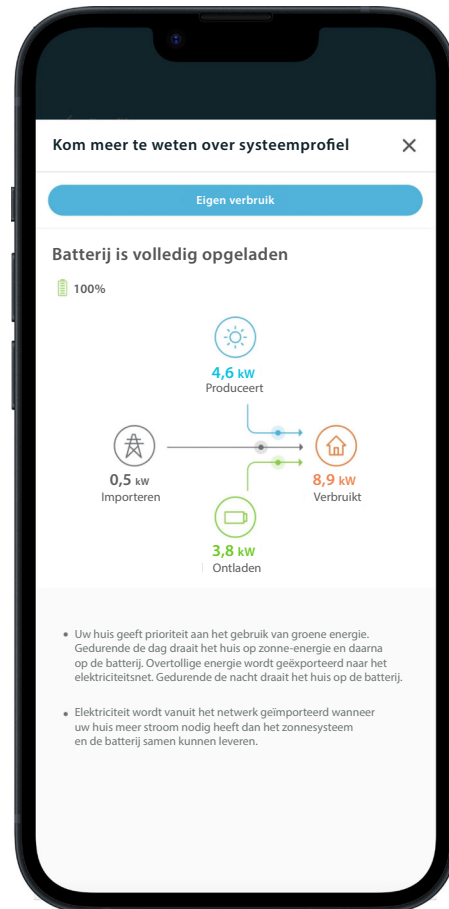 Kom meer te weten over systeemprofiel
Eigen verbruik
Batterij is volledig opgeladen
100%
4,6 kW
Produceert
0,5 kW
Importeren
8,9 kW
Verbruikt
3,8 kW
Ontladen
• Uw huis geeft prioriteit aan het gebruik van groene energie.
Gedurende de dag draait het huis op zonne-energie en daarna
op de batterij. Overtollige energie wordt geëxporteerd naar het
elektriciteitsnet. Gedurende de nacht draait het huis op de batterij.
• Elektriciteit wordt vanuit het netwerk geïmporteerd wanneer
uw huis meer stroom nodig heeft dan het zonnesysteem
en de batterij samen kunnen leveren.